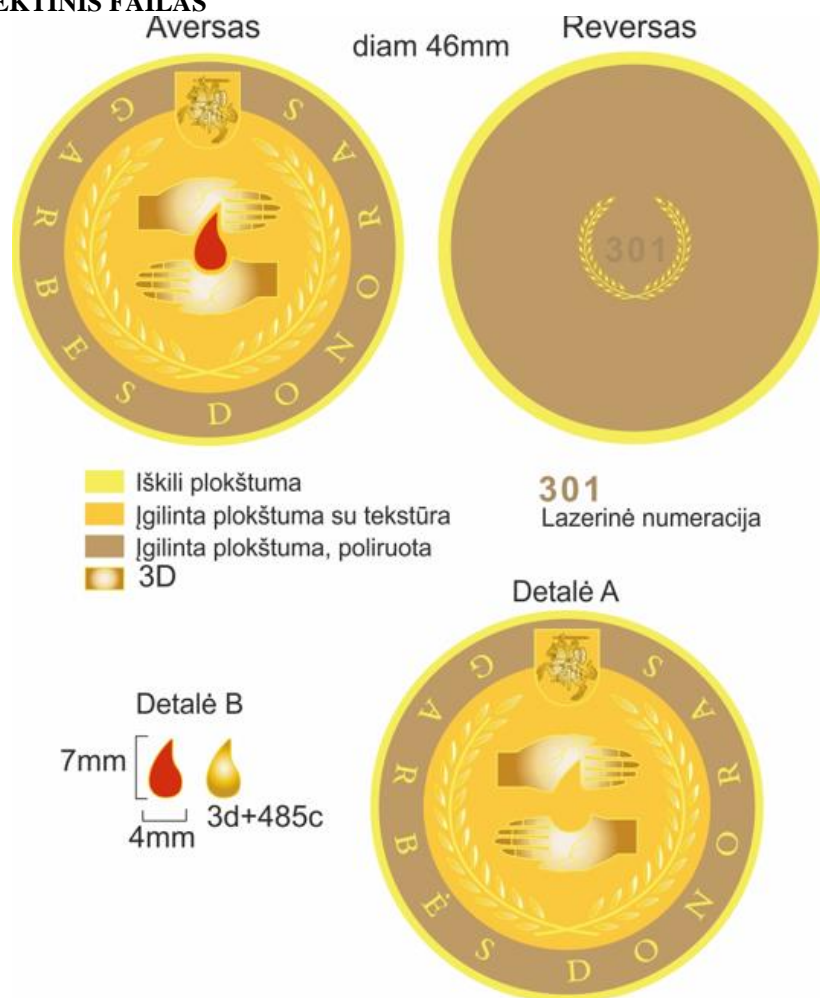 EKTINIS FAILAS
Aversas
diam 46mm
Reversas
GARBES DONORAS
301
Iškili plokštuma
Įgilinta plokštuma su tekstūra
Įgilinta plokštuma, poliruota
3D
301
Lazerinė numeracija
Detalė A
GARBĖS DONORAS
Detalė B
7mm
4mm
3d+485c